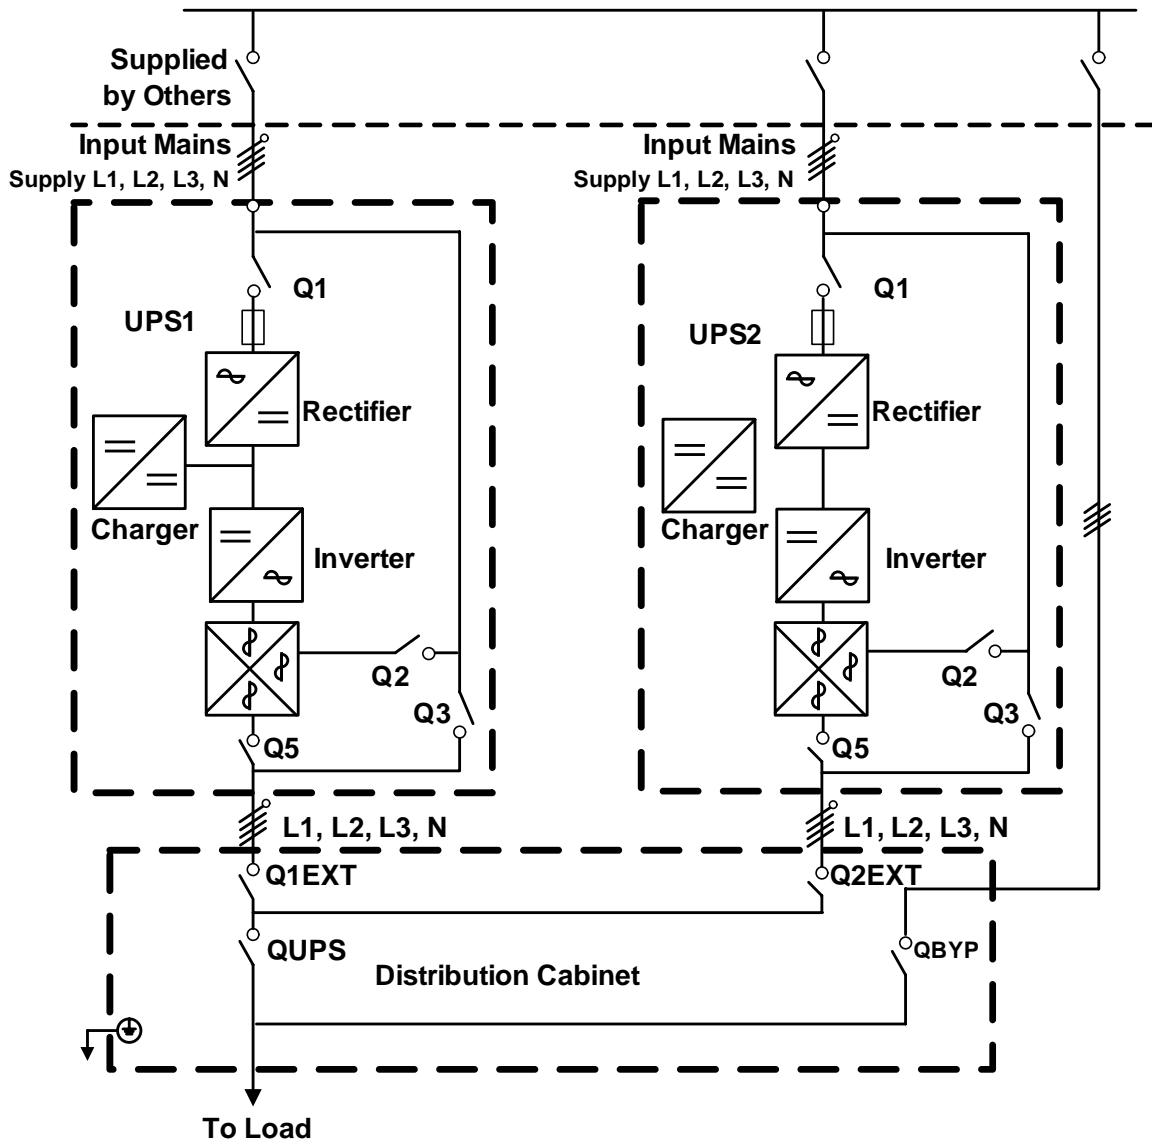 Supplied
by Others
Input Mains
Supply L1, L2, L3, N
Input Mains
Supply L1, L2, L3, N
Q1
Q1
UPS1
UPS2
Rectifier
Rectifier
Charger
Charger
Inverter
Inverter
Q2
Q2
Q3
Q3
Q5
Q5
L1, L2, L3, N
L1, L2, L3, N
Q1EXT
Q2EXT
QUPS
QBYP
Distribution Cabinet
To Load